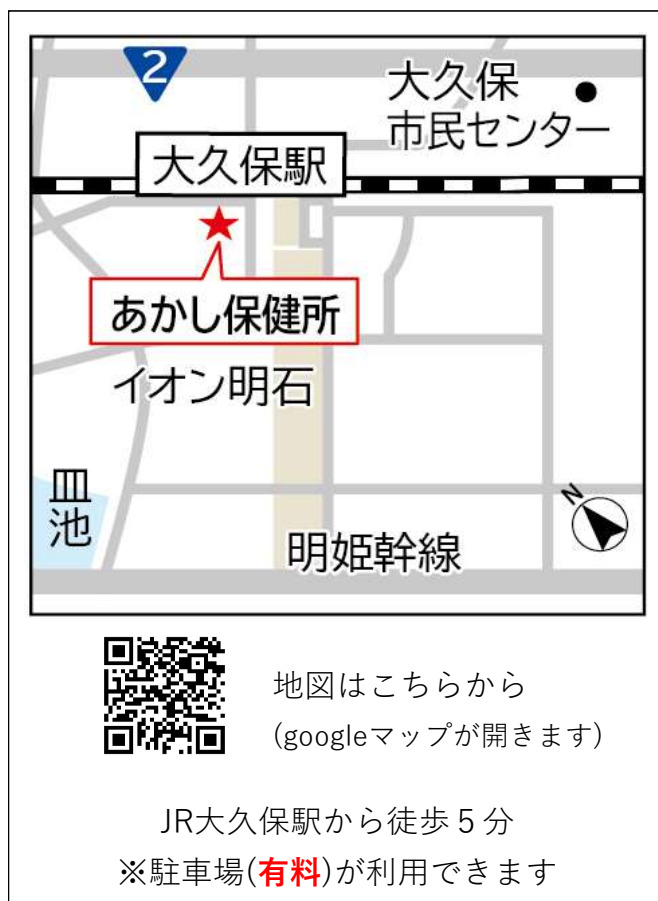 2
大久保
市民センター
大久保駅
あかし保健所
イオン明石
皿池
N
明姫幹線
地図はこちらから
(googleマップが開きます)
JR大久保駅から徒歩５分
※駐車場(有料)が利用できます